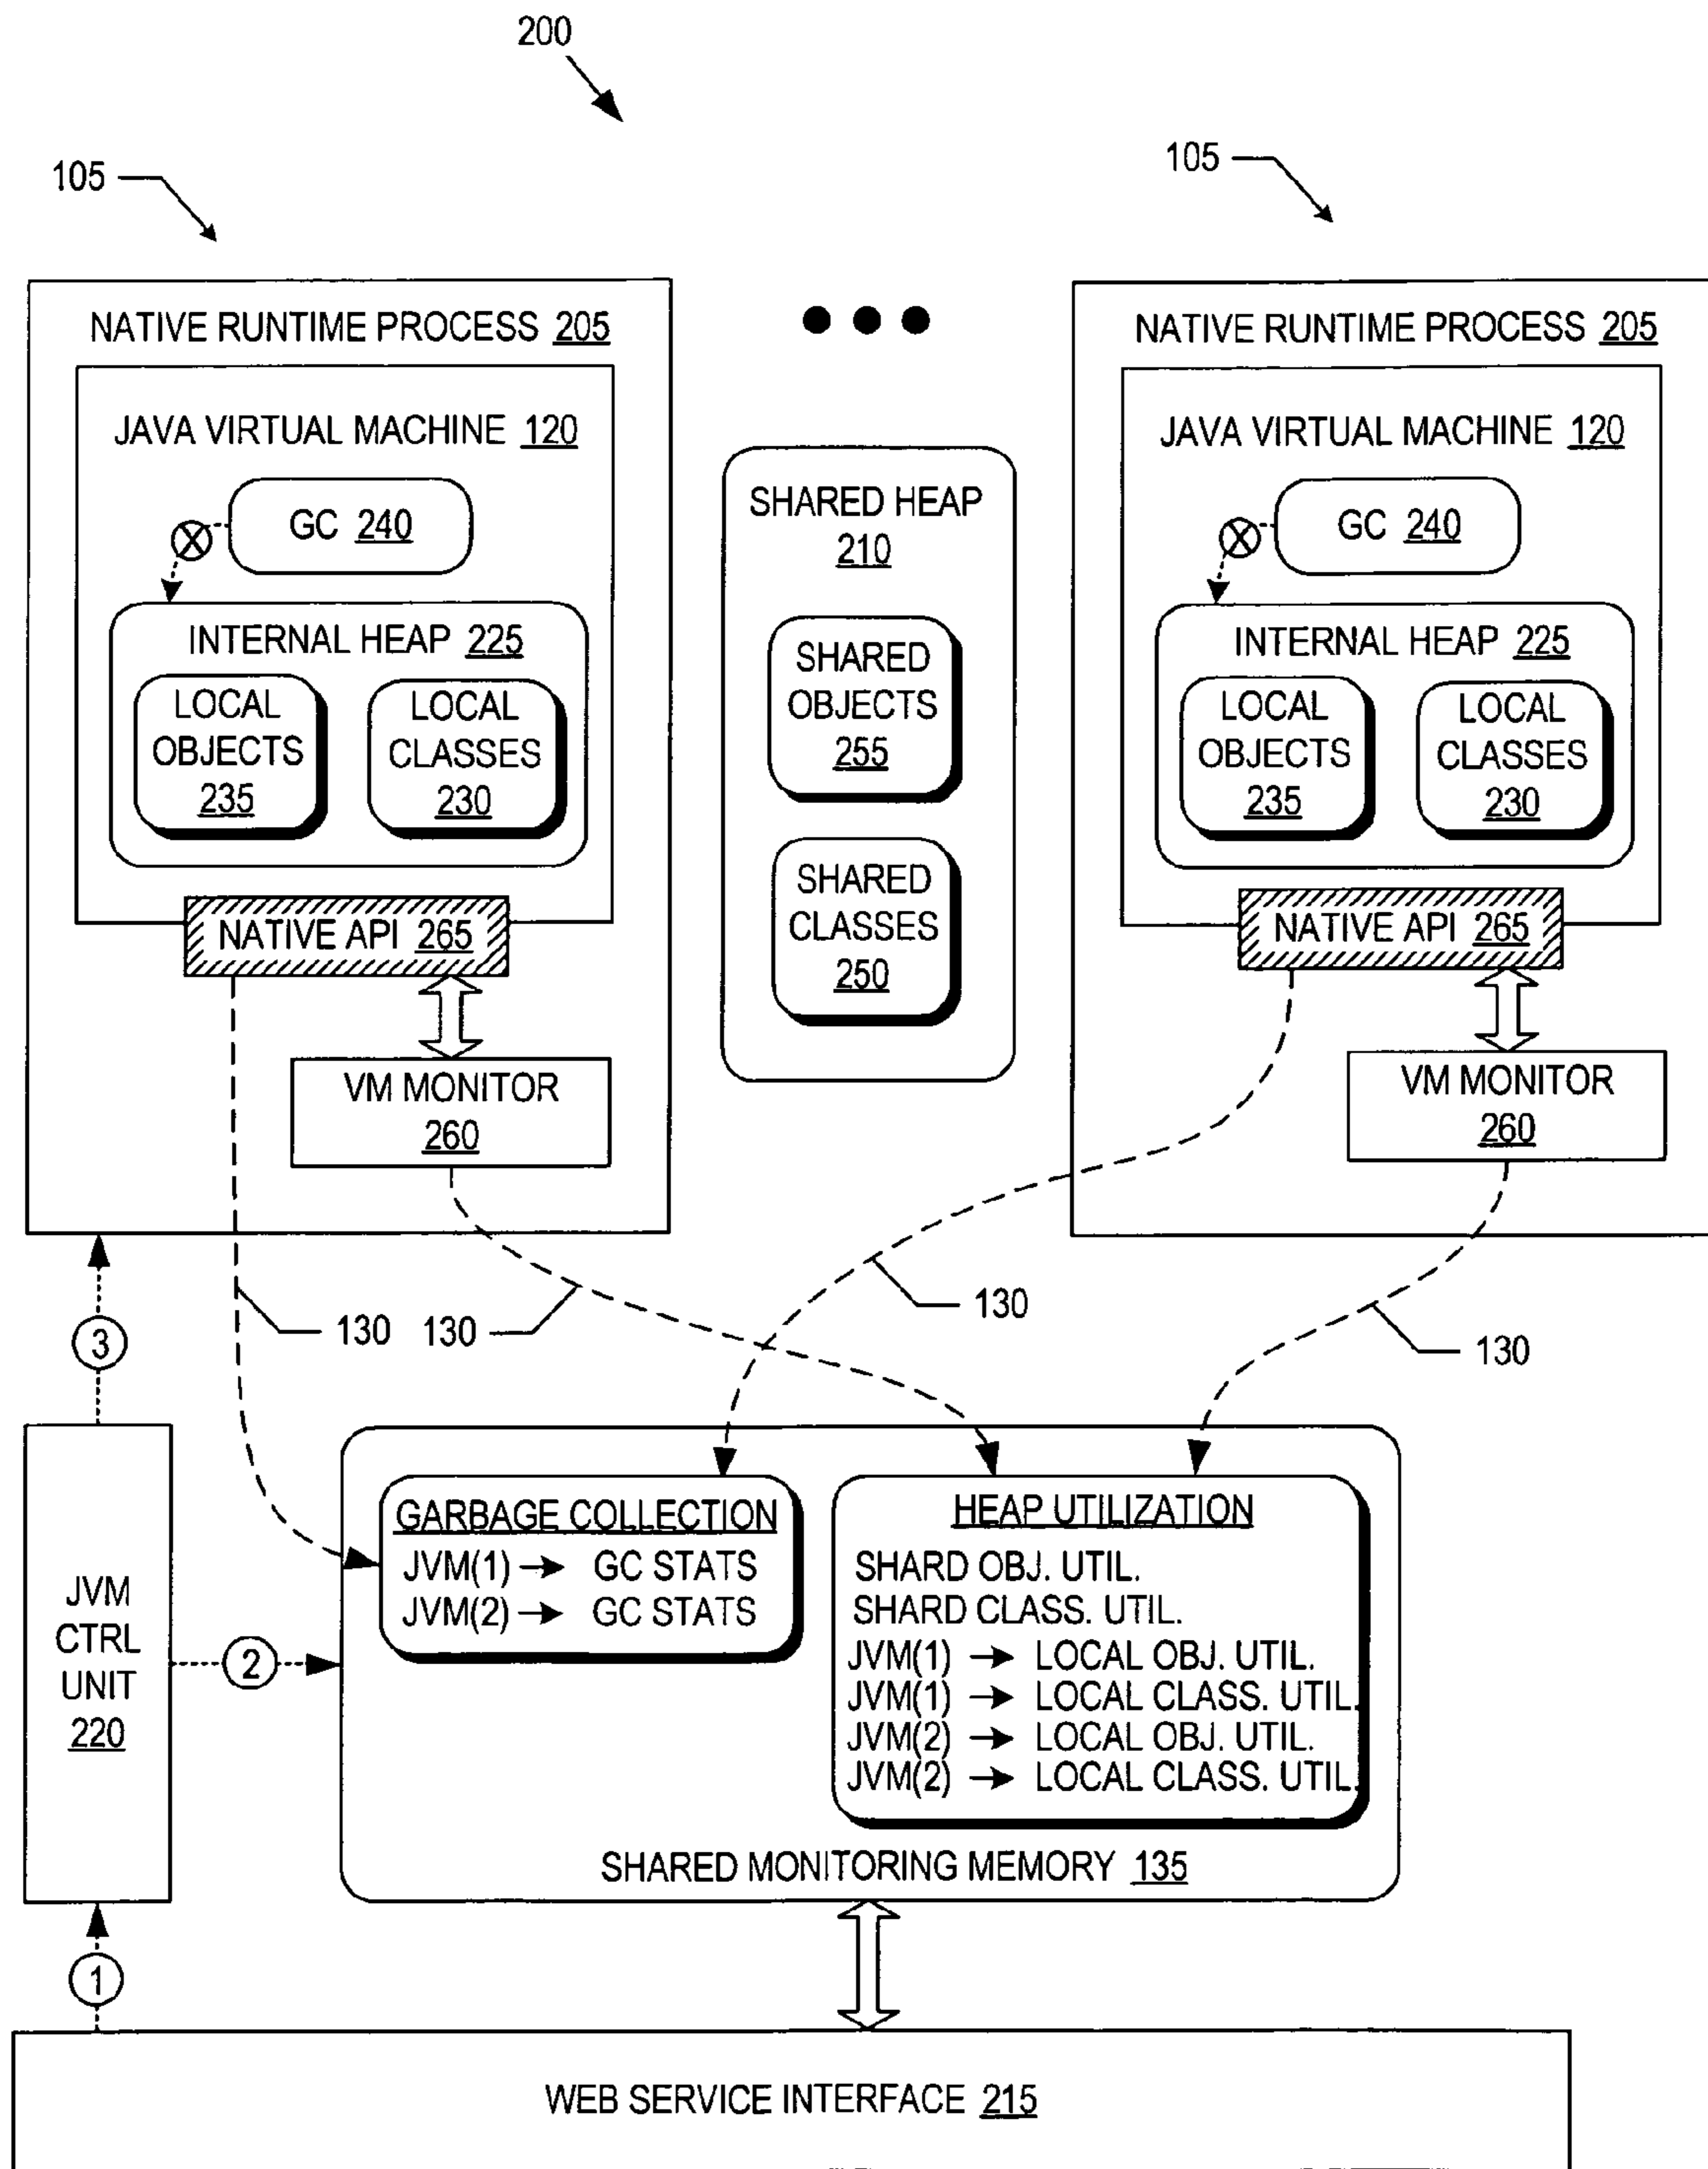 200
105
105
NATIVE RUNTIME PROCESS 205
JAVA VIRTUAL MACHINE 120
GC 240
INTERNAL HEAP 225
LOCAL
OBJECTS
235
LOCAL
CLASSES
230
NATIVE API 265
VM MONITOR
260
SHARED HEAP
210
SHARED
OBJECTS
255
SHARED
CLASSES
250
NATIVE RUNTIME PROCESS 205
JAVA VIRTUAL MACHINE 120
GC 240
INTERNAL HEAP 225
LOCAL
OBJECTS
235
LOCAL
CLASSES
230
NATIVE API 265
VM MONITOR
260
130
130
130
130
3
JVM
CTRL
UNIT
220
2
1
GARBAGE COLLECTION
JVM(1) → GC STATS
JVM(2) → GC STATS
HEAP UTILIZATION
SHARD OBJ. UTIL.
SHARD CLASS. UTIL.
JVM(1) → LOCAL OBJ. UTIL.
JVM(1) → LOCAL CLASS. UTIL.
JVM(2) → LOCAL OBJ. UTIL.
JVM(2) → LOCAL CLASS. UTIL.
SHARED MONITORING MEMORY 135
WEB SERVICE INTERFACE 215